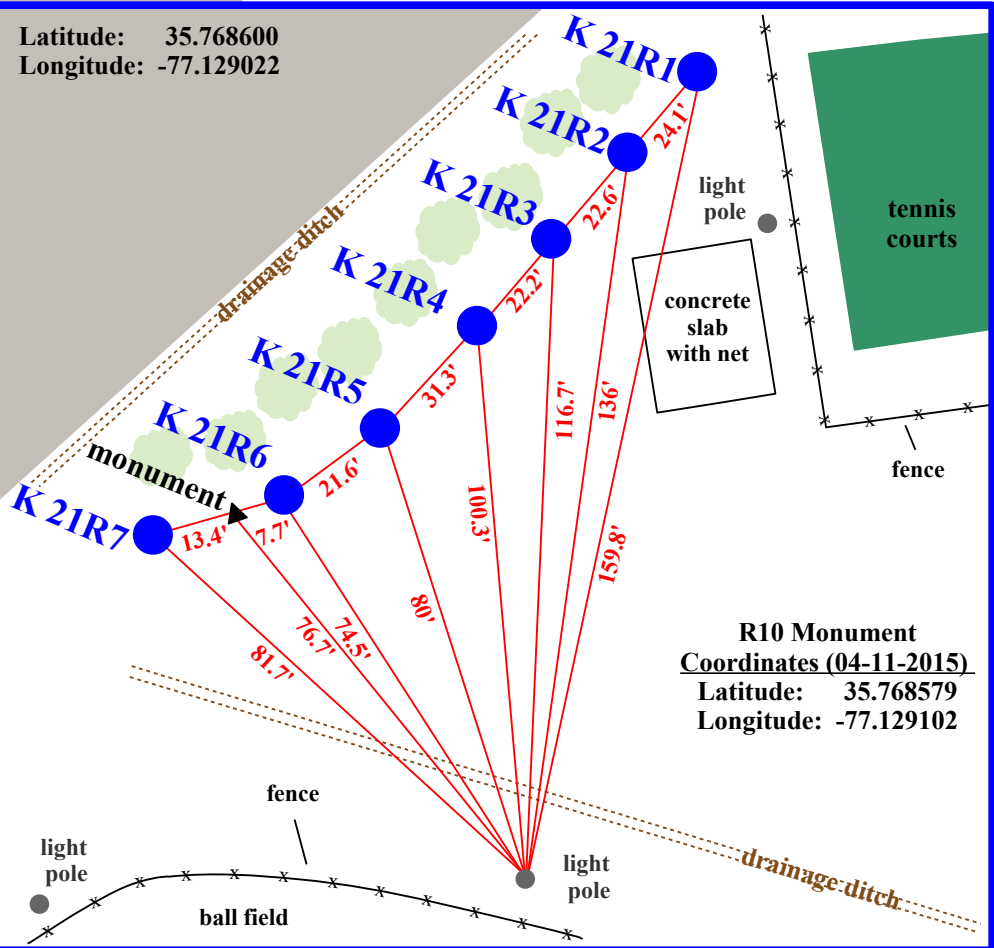 Latitude: 35.768600
Longitude: -77.129022
K 21R1
24.1'
K 21R2
22.6'
K 21R3
22.2'
K 21R4
31.3'
K 21R5
21.6'
K 21R6
7.7'
monument
13.4'
K 21R7
drainage ditch
light
pole
tennis
courts
concrete
slab
with net
fence
81.7'
76.7'
74.5'
80'
100.3'
116.7'
136'
159.8'
R10 Monument
Coordinates (04-11-2015)
Latitude: 35.768579
Longitude: -77.129102
fence
light
pole
ball field
light
pole
drainage ditch